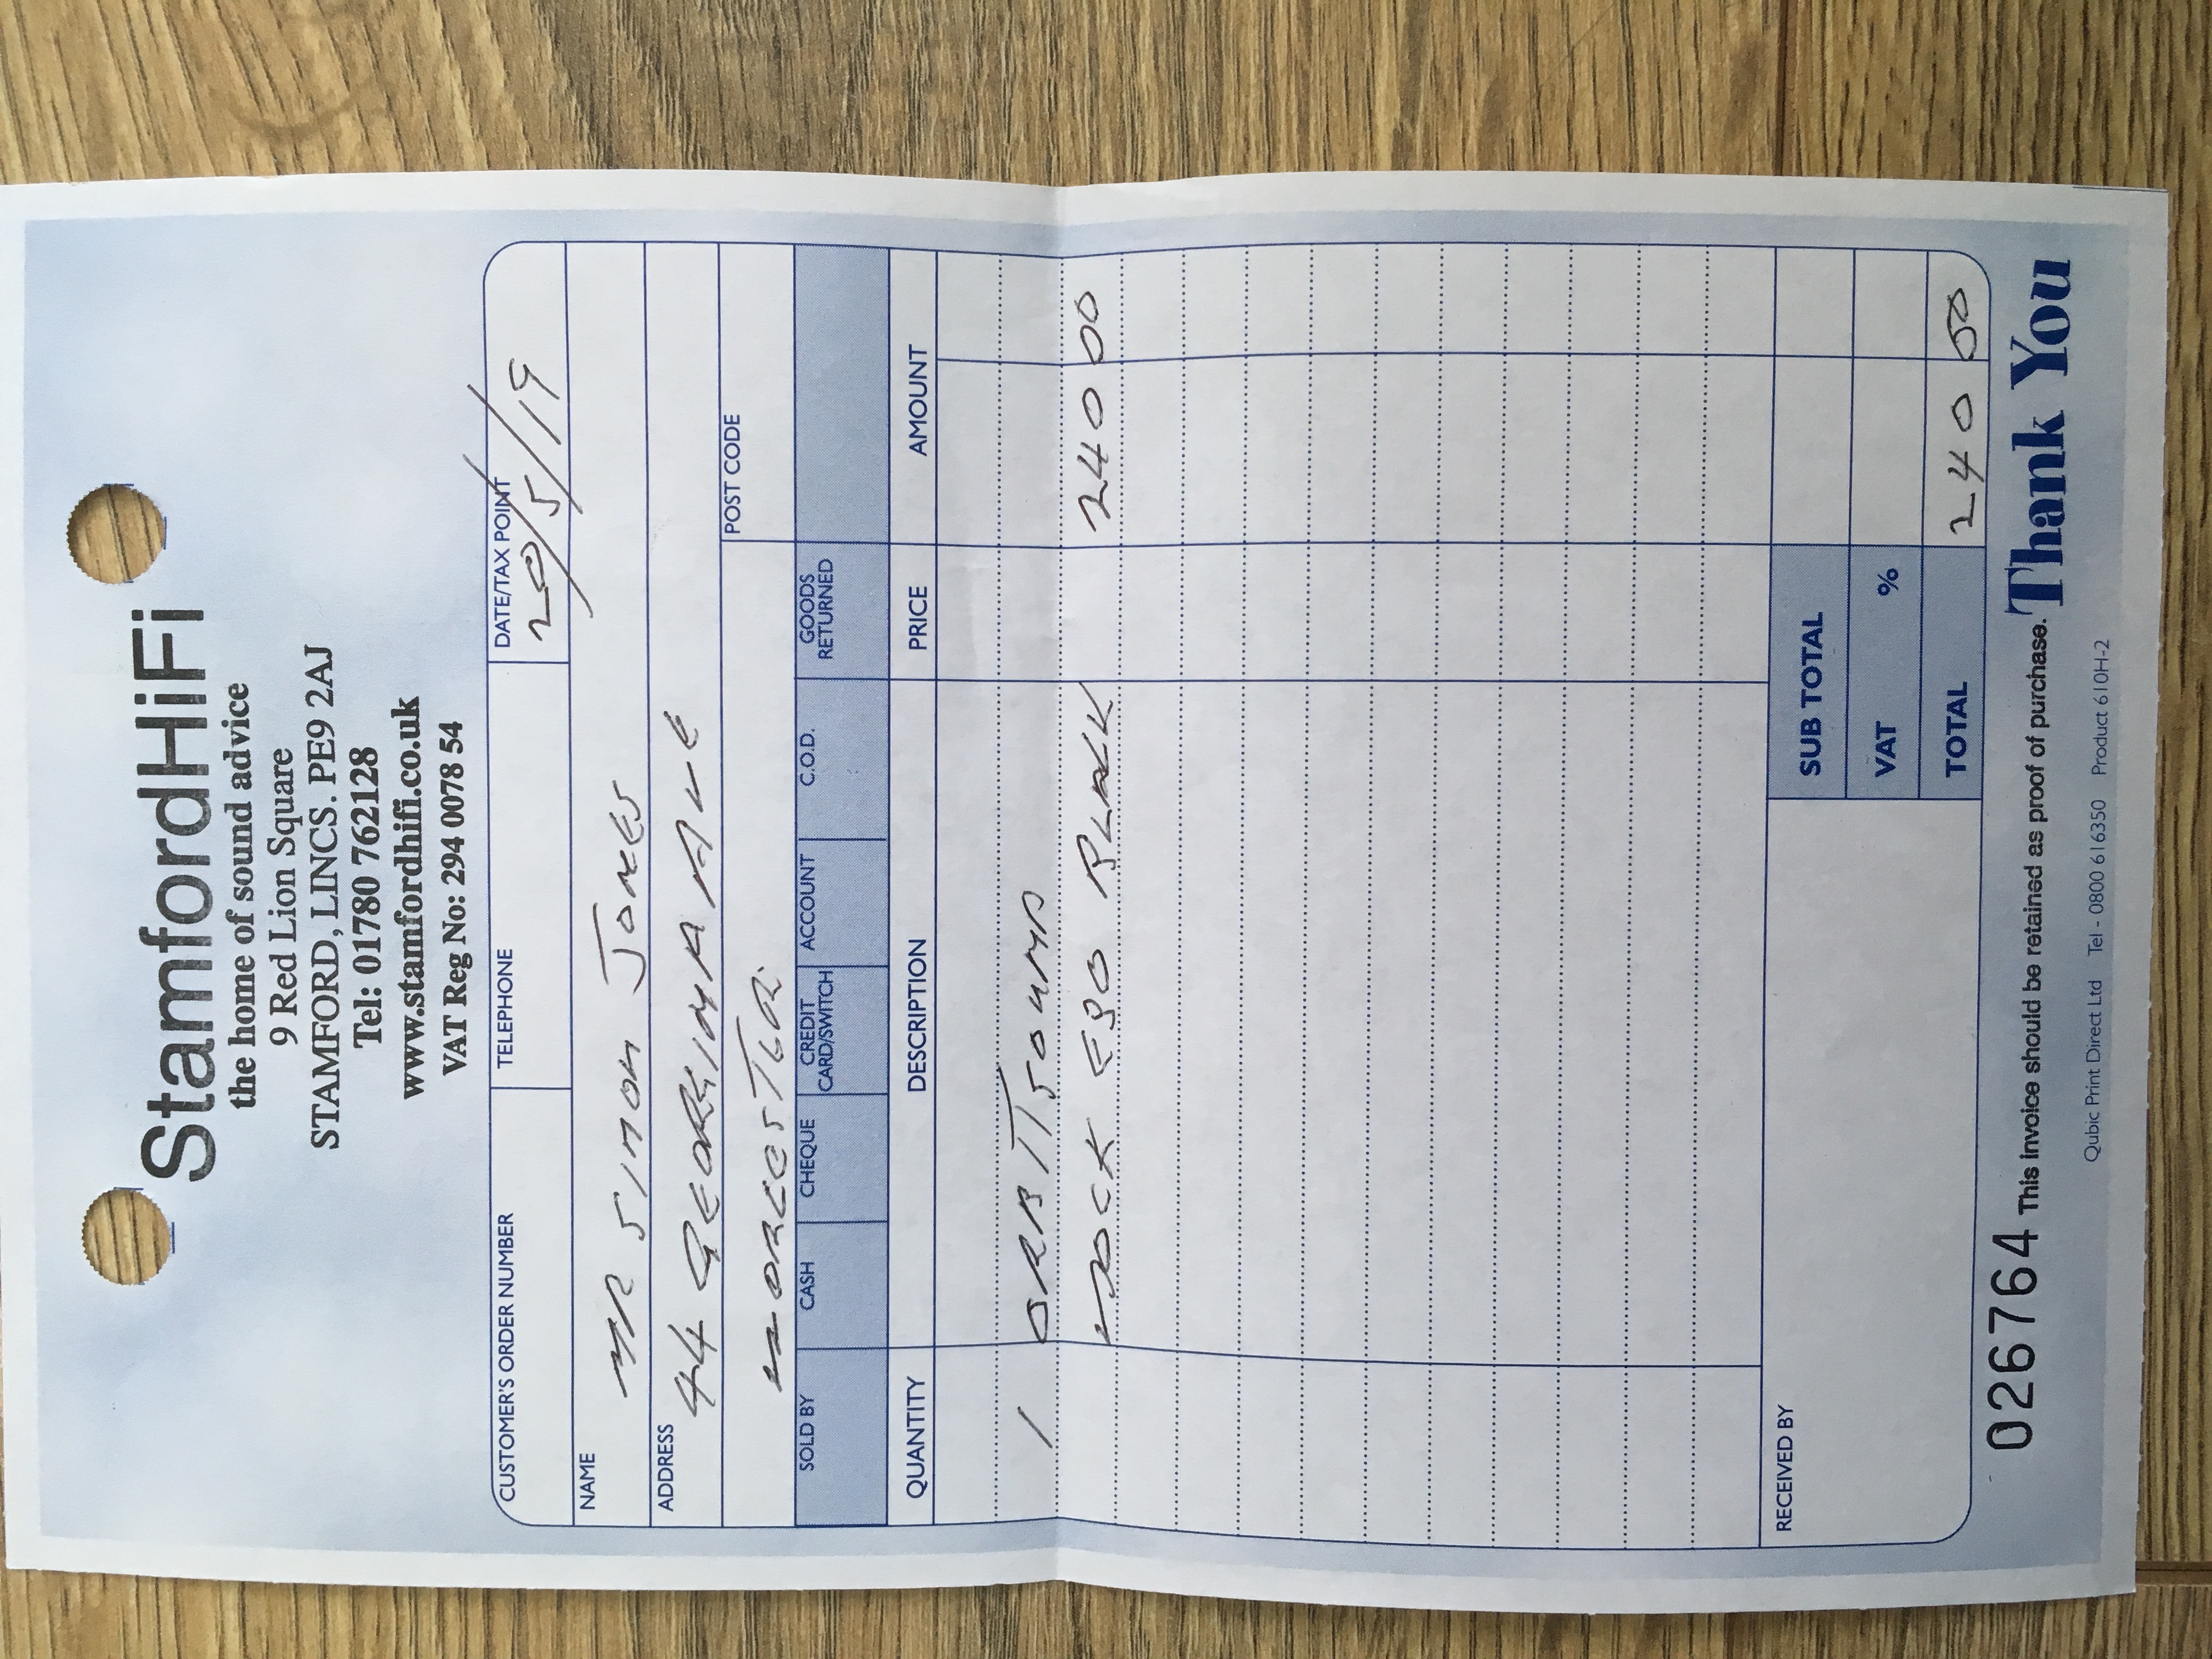 StamfordHiFi
the home of sound advice
9 Red Lion Square
STAMFORD, LINCS. PE9 2AJ
Tel: 01780 762128
www.stamfordhifi.co.uk
VAT Reg No: 294 0078 54
CUSTOMER'S ORDER NUMBER TELEPHONE DATE/TAX POINT
20/5/19
NAME MR SIMON JONES
ADDRESS 44 GEORGINA AVE
WORCESTER POST CODE
SOLD BY CASH CHEQUE CREDIT CARD/SWITCH ACCOUNT C.O.D. GOODS RETURNED
QUANTITY DESCRIPTION PRICE AMOUNT
1 ORBITSOUND
DOCK E30 BLACK 240 00
RECEIVED BY SUB TOTAL
VAT %
TOTAL 240 00
026764 This invoice should be retained as proof of purchase. Thank You
Qubic Print Direct Ltd Tel - 0800 616350 Product 610H-2